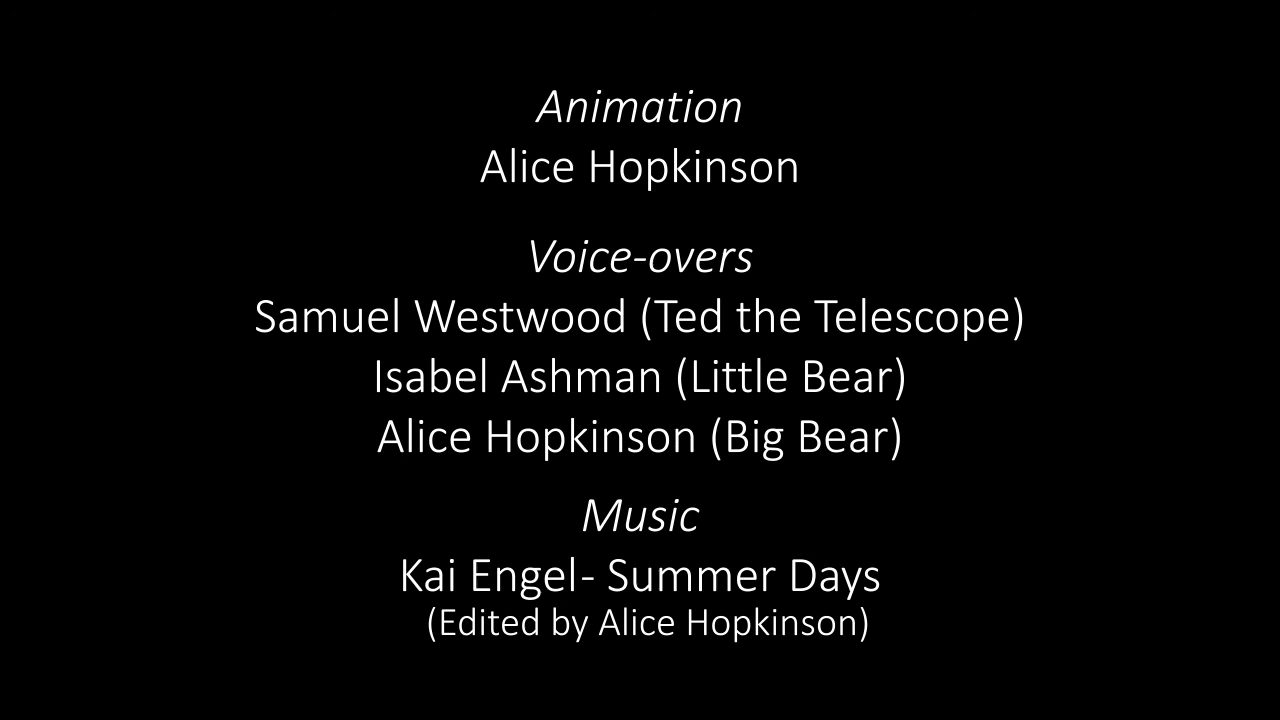 Animation
Alice Hopkinson
Voice-overs
Samuel Westwood (Ted the Telescope)
Isabel Ashman (Little Bear)
Alice Hopkinson (Big Bear)
Music
Kai Engel - Summer Days
(Edited by Alice Hopkinson)